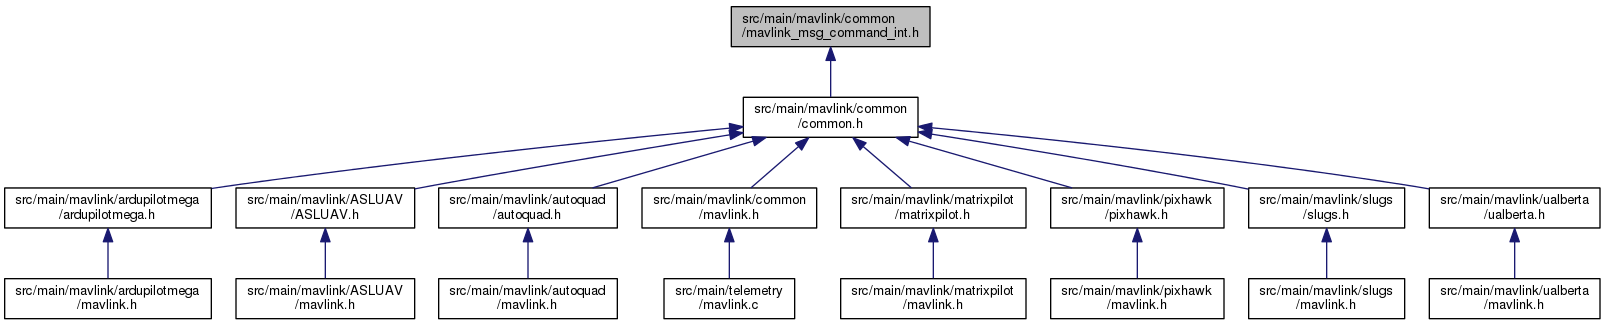 src/main/mavlink/common
/mavlink_msg_command_int.h
src/main/mavlink/common
/common.h
src/main/mavlink/ardupilotmega
/ardupilotmega.h
src/main/mavlink/ASLUAV
/ASLUAV.h
src/main/mavlink/autoquad
/autoquad.h
src/main/mavlink/common
/mavlink.h
src/main/mavlink/matrixpilot
/matrixpilot.h
src/main/mavlink/pixhawk
/pixhawk.h
src/main/mavlink/slugs
/slugs.h
src/main/mavlink/ualberta
/ualberta.h
src/main/mavlink/ardupilotmega
/mavlink.h
src/main/mavlink/ASLUAV
/mavlink.h
src/main/mavlink/autoquad
/mavlink.h
src/main/telemetry
/mavlink.c
src/main/mavlink/matrixpilot
/mavlink.h
src/main/mavlink/pixhawk
/mavlink.h
src/main/mavlink/slugs
/mavlink.h
src/main/mavlink/ualberta
/mavlink.h